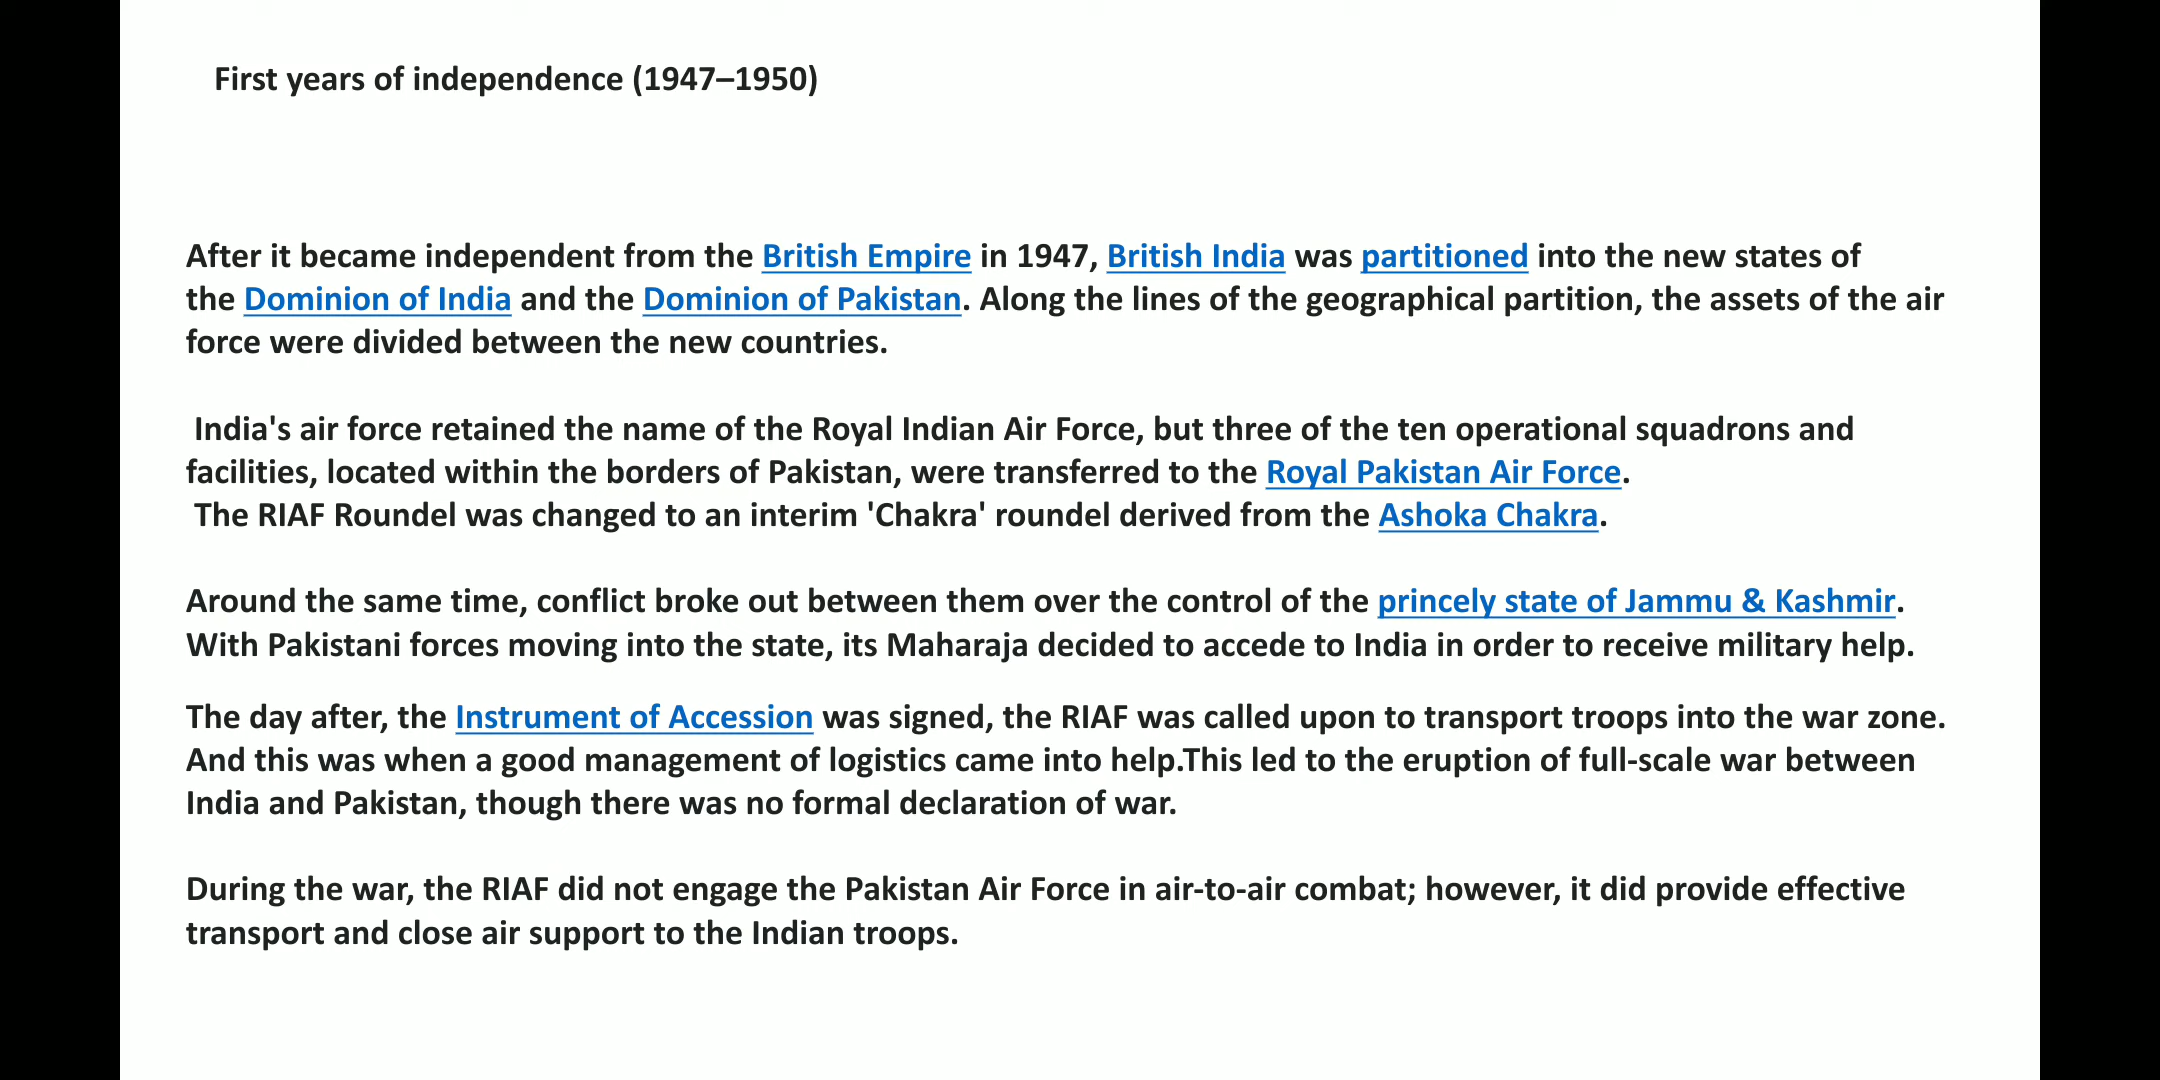 First years of independence (1947–1950)
After it became independent from the British Empire in 1947, British India was partitioned into the new states of
the Dominion of India and the Dominion of Pakistan. Along the lines of the geographical partition, the assets of the air
force were divided between the new countries.
India's air force retained the name of the Royal Indian Air Force, but three of the ten operational squadrons and
facilities, located within the borders of Pakistan, were transferred to the Royal Pakistan Air Force.
The RIAF Roundel was changed to an interim 'Chakra' roundel derived from the Ashoka Chakra.
Around the same time, conflict broke out between them over the control of the princely state of Jammu & Kashmir.
With Pakistani forces moving into the state, its Maharaja decided to accede to India in order to receive military help.
The day after, the Instrument of Accession was signed, the RIAF was called upon to transport troops into the war zone.
And this was when a good management of logistics came into help.This led to the eruption of full-scale war between
India and Pakistan, though there was no formal declaration of war.
During the war, the RIAF did not engage the Pakistan Air Force in air-to-air combat; however, it did provide effective
transport and close air support to the Indian troops.